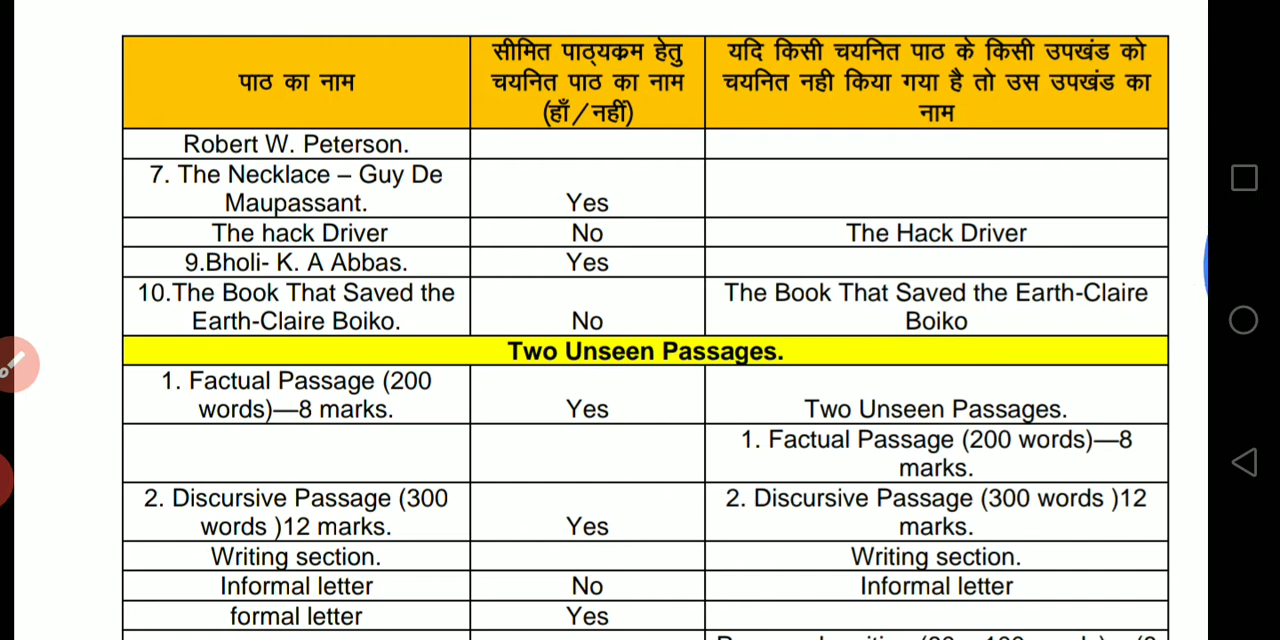 पाठ का नाम
सीमित पाठ्यक्रम हेतु
चयनित पाठ का नाम
(हाँ/नहीं)
यदि किसी चयनित पाठ के किसी उपखंड को
चयनित नही किया गया है तो उस उपखंड का
नाम
Robert W. Peterson.
7. The Necklace – Guy De
Maupassant.
Yes
The hack Driver
No
The Hack Driver
9.Bholi- K. A Abbas.
Yes
10.The Book That Saved the
Earth-Claire Boiko.
No
The Book That Saved the Earth-Claire
Boiko
Two Unseen Passages.
1. Factual Passage (200
words)—8 marks.
Yes
Two Unseen Passages.
1. Factual Passage (200 words)—8
marks.
2. Discursive Passage (300
words )12 marks.
Yes
2. Discursive Passage (300 words )12
marks.
Writing section.
Writing section.
Informal letter
No
Informal letter
formal letter
Yes